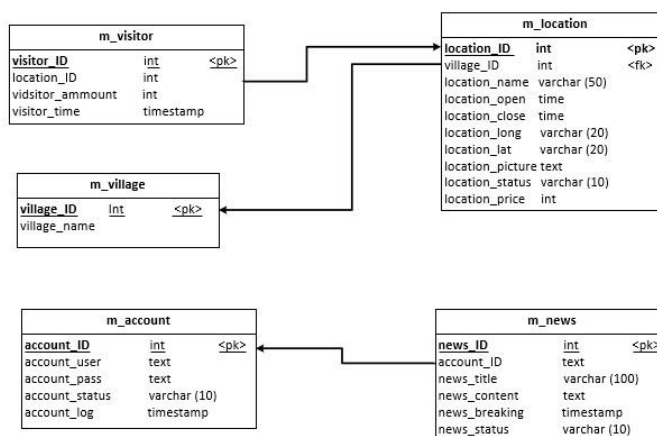 m_visitor
visitor_ID int <pk>
location_ID int
vidsitor_ammount int
visitor_time timestamp
m_location
location_ID int <pk>
village_ID int <fk>
location_name varchar (50)
location_open time
location_close time
location_long varchar (20)
location_lat varchar (20)
location_picture text
location_status varchar (10)
location_price int
m_village
village_ID Int <pk>
village_name
m_account
account_ID int <pk>
account_user text
account_pass text
account_status varchar (10)
account_log timestamp
m_news
news_ID int <pk>
account_ID text
news_title varchar (100)
news_content text
news_breaking timestamp
news_status varchar (10)